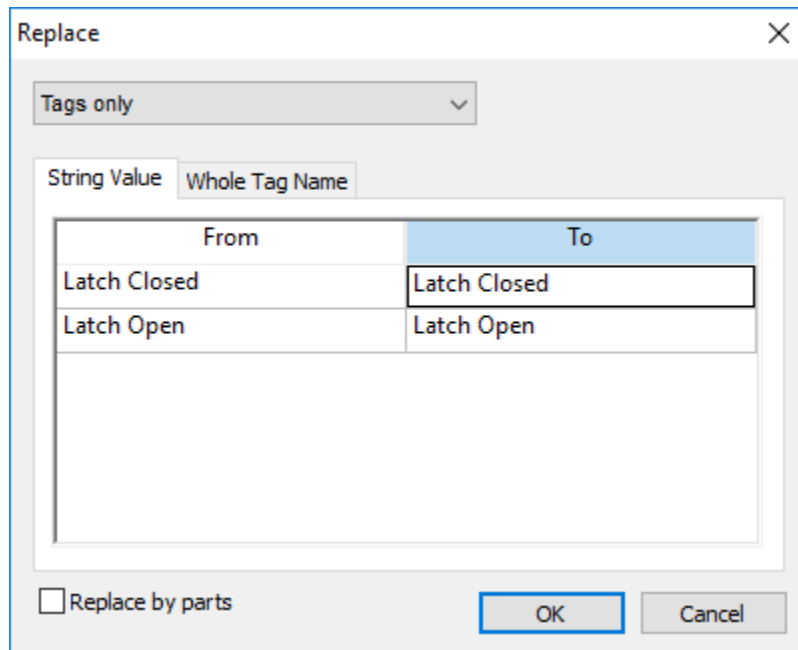 Replace
Tags only
String Value Whole Tag Name
From To
Latch Closed Latch Closed
Latch Open Latch Open
Replace by parts
OK Cancel